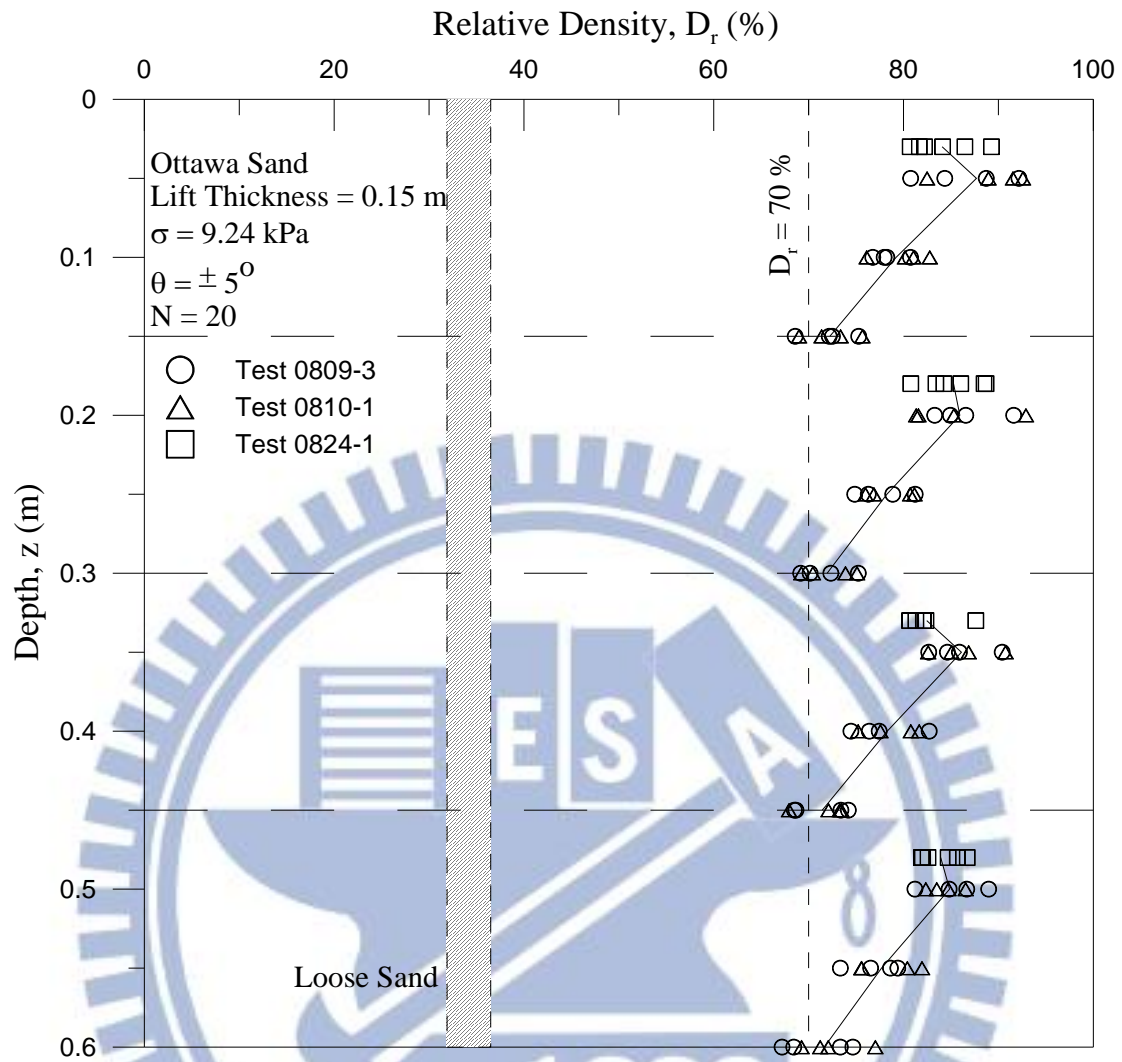 Relative Density, Dr (%)
0 20 40 60 80 100
0
Ottawa Sand
Lift Thickness = 0.15 m
σ = 9.24 kPa
θ = ± 5°
N = 20
Dr = 70 %
0.1
Test 0809-3
Test 0810-1
Test 0824-1
0.2
Depth, z (m)
0.3
E S A
0.4
0.5
Loose Sand
0.6